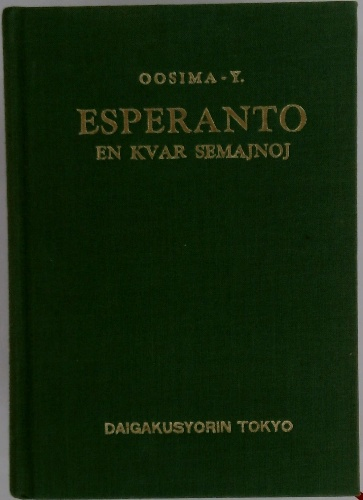 OOSIMA-Y.
ESPERANTO
EN KVAR SEMAJNOJ
DAIGAKUSYORIN TOKYO